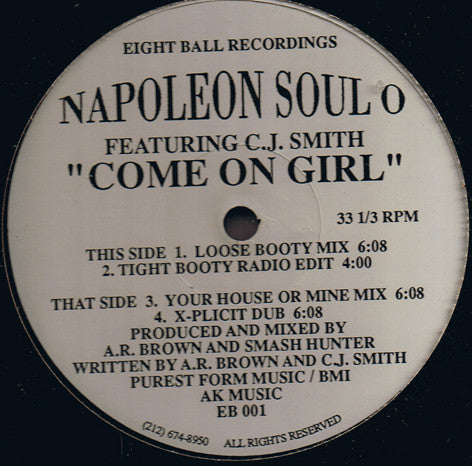 EIGHT BALL RECORDINGS
NAPOLEON SOUL O
FEATURING C.J. SMITH
"COME ON GIRL"
33 1/3 RPM
THIS SIDE 1. LOOSE BOOTY MIX 6:08
2. TIGHT BOOTY RADIO EDIT 4:00
THAT SIDE 3. YOUR HOUSE OR MINE MIX 6:08
4. X-PLICIT DUB 6:08
PRODUCED AND MIXED BY
A.R. BROWN AND SMASH HUNTER
WRITTEN BY A.R. BROWN AND C.J. SMITH
PUREST FORM MUSIC / BMI
AK MUSIC
EB 001
(212) 674-8950 ALL RIGHTS RESERVED